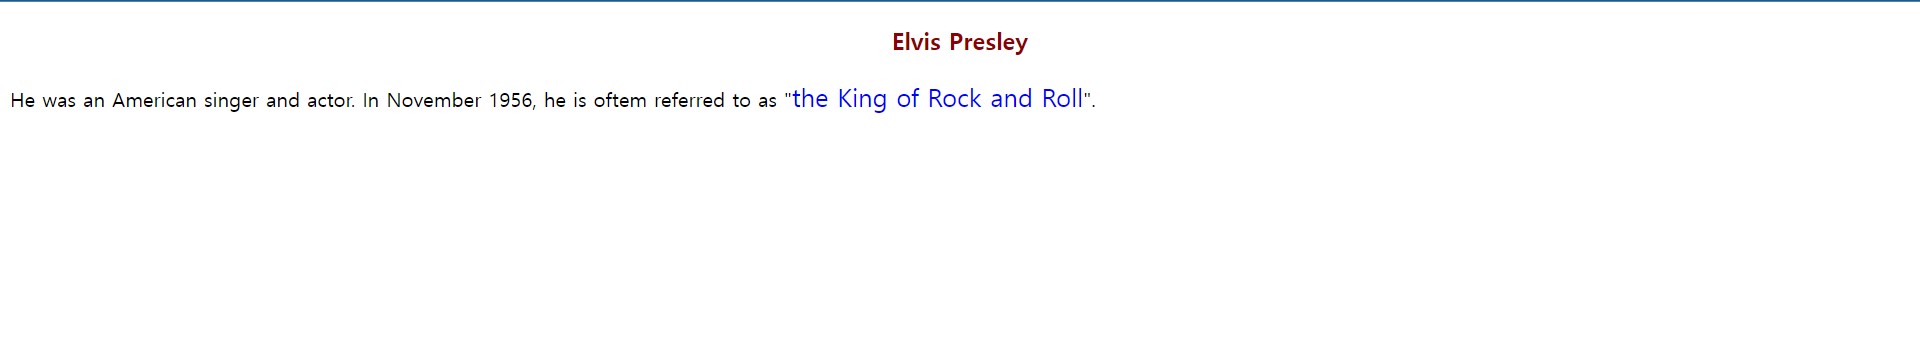 Elvis Presley
He was an American singer and actor. In November 1956, he is oftem referred to as "the King of Rock and Roll".